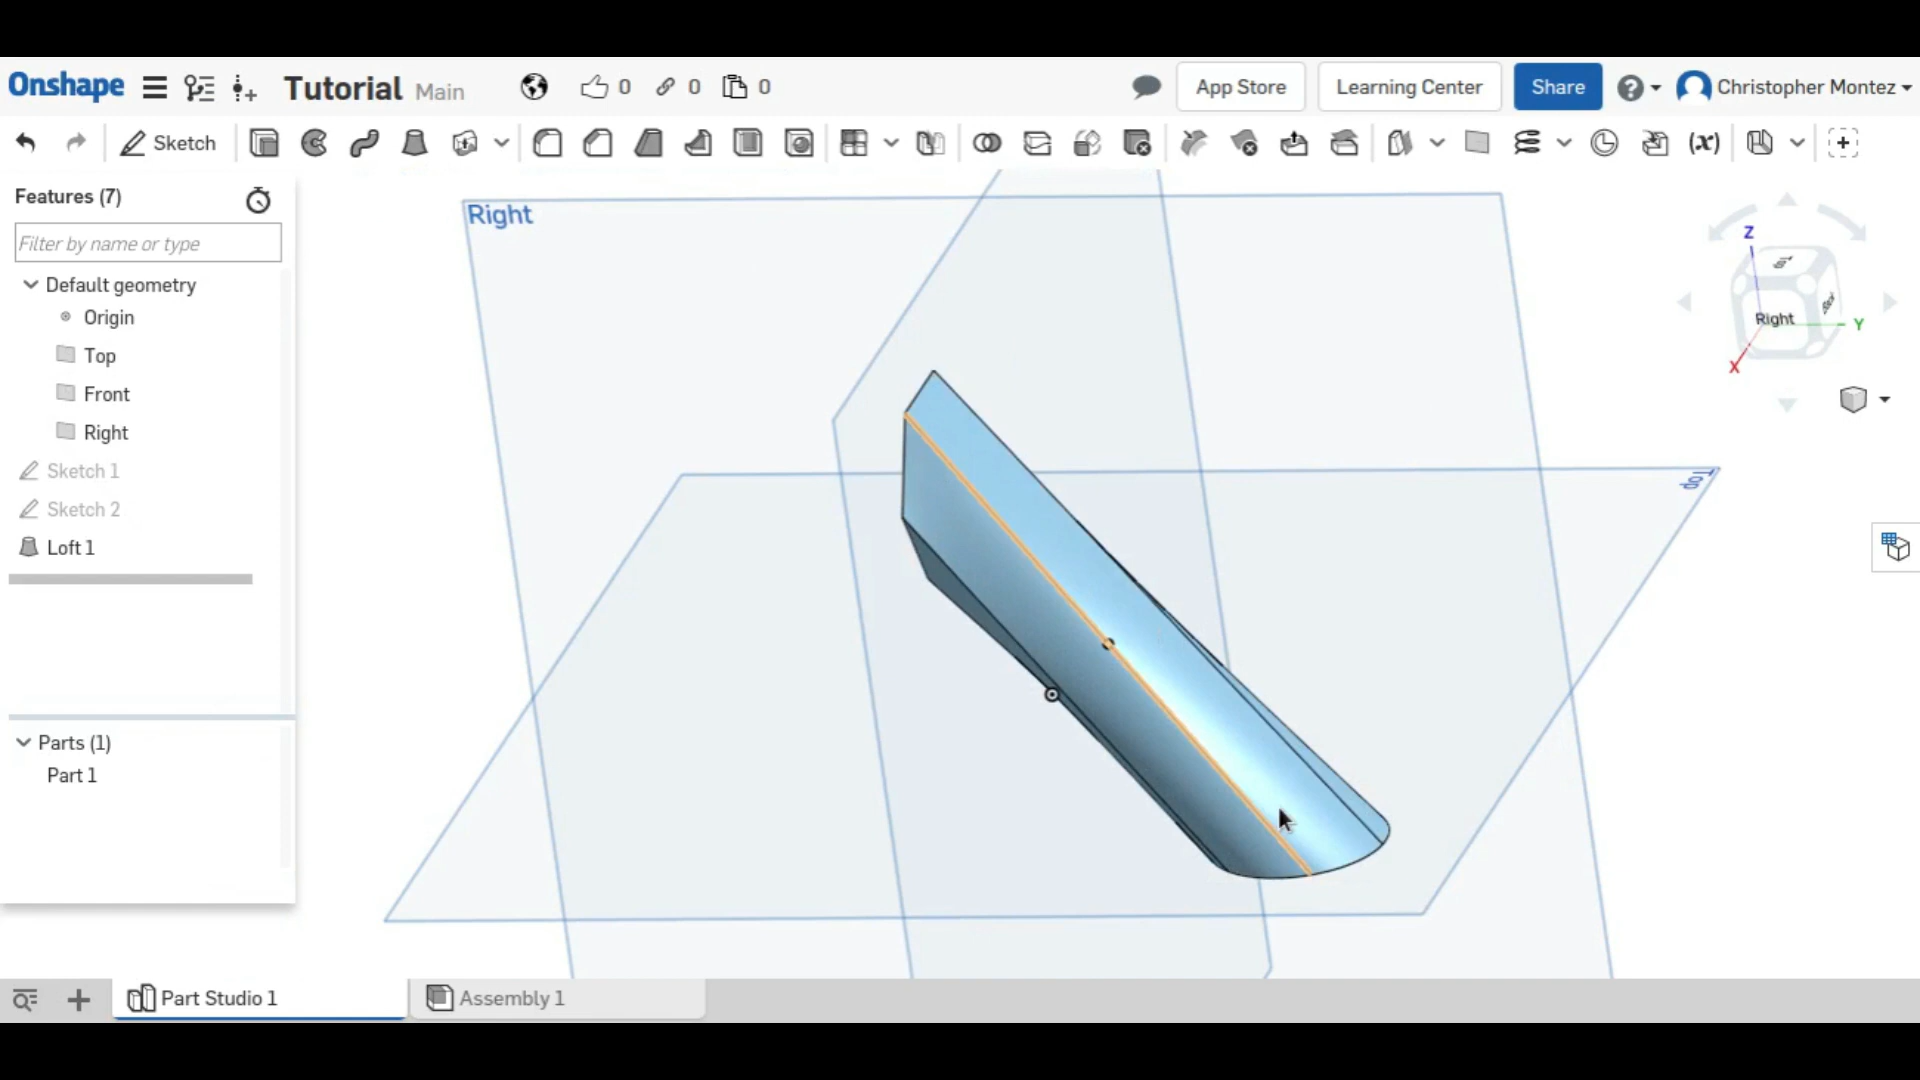 Onshape
Tutorial Main
0
0
0
App Store
Learning Center
Share
Christopher Montez
Sketch
(x)
Features (7)
Filter by name or type
Default geometry
Origin
Top
Front
Right
Sketch 1
Sketch 2
Loft 1
Parts (1)
Part 1
Right
Top
Z
Right
Back
Y
X
Part Studio 1
Assembly 1